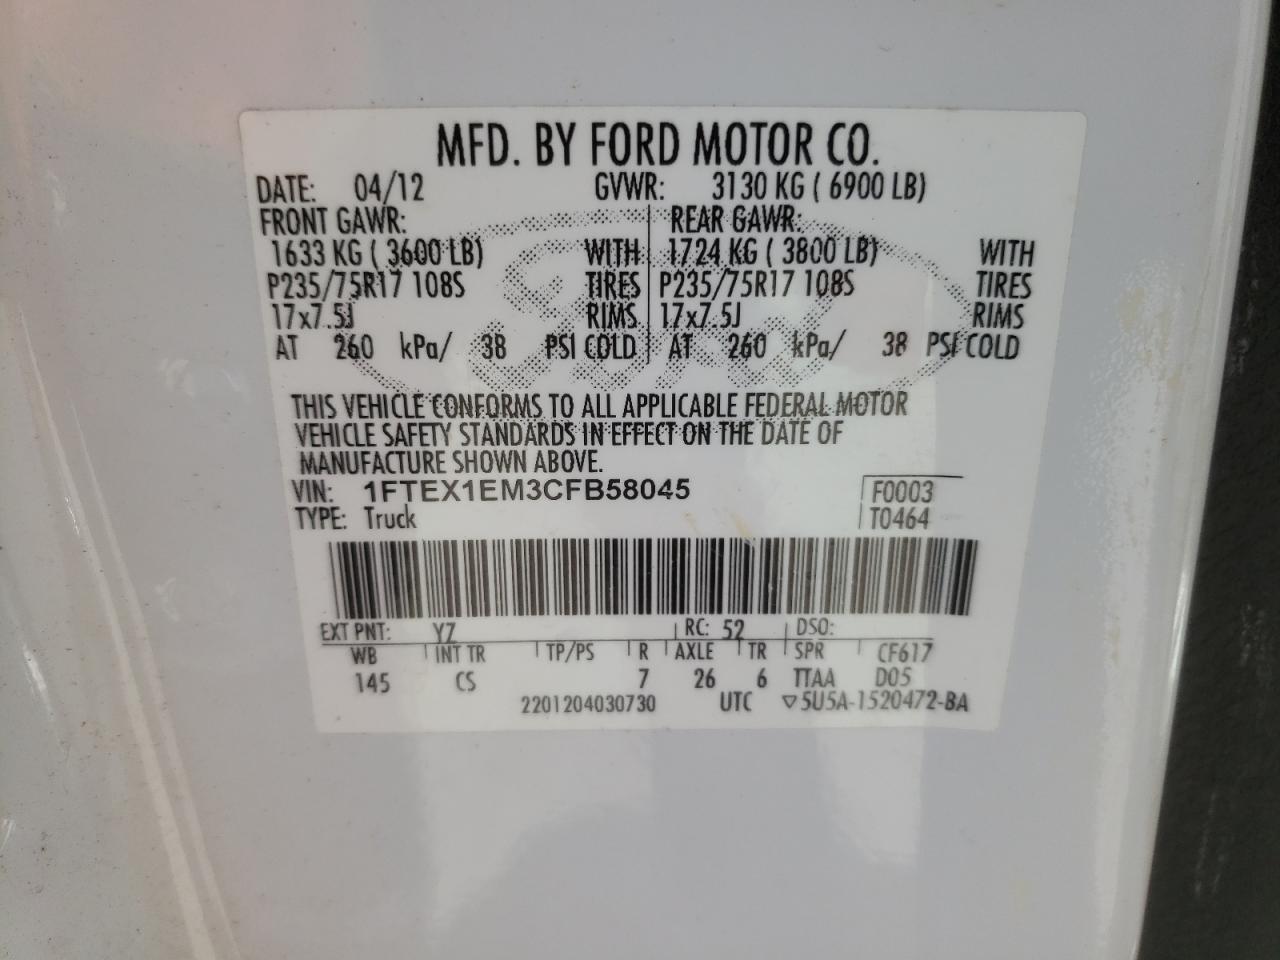 MFD. BY FORD MOTOR CO.
DATE: 04/12 GVWR: 3130 KG ( 6900 LB)
FRONT GAWR: REAR GAWR:
1633 KG ( 3600 LB) WITH 1724 KG ( 3800 LB) WITH
P235/75R17 108S TIRES P235/75R17 108S TIRES
17x7.5J RIMS 17x7.5J RIMS
AT 260 kPa/ 38 PSI COLD AT 260 kPa/ 38 PSI COLD
Ford
THIS VEHICLE CONFORMS TO ALL APPLICABLE FEDERAL MOTOR
VEHICLE SAFETY STANDARDS IN EFFECT ON THE DATE OF
MANUFACTURE SHOWN ABOVE.
VIN: 1FTEX1EM3CFB58045 F0003
TYPE: Truck T0464
EXT PNT: YZ RC: 52 DSO:
WB INT TR TP/PS R AXLE TR SPR CF617
145 CS 7 26 6 TTAA D05
2201204030730 UTC ▽5U5A-1520472-BA